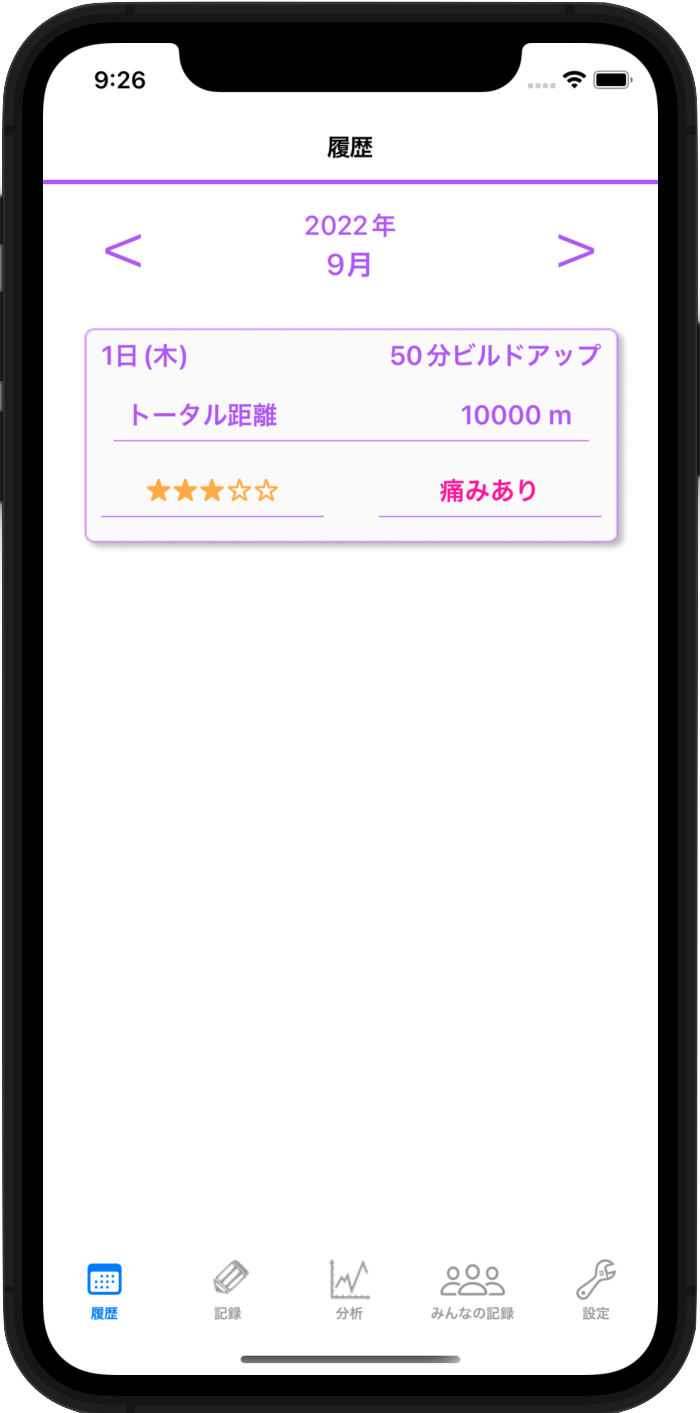 9:26
履歴
<
2022年
9月
>
1日 (木) 50分ビルドアップ
トータル距離 10000 m
★★★☆☆ 痛みあり
履歴 記録 分析 みんなの記録 設定